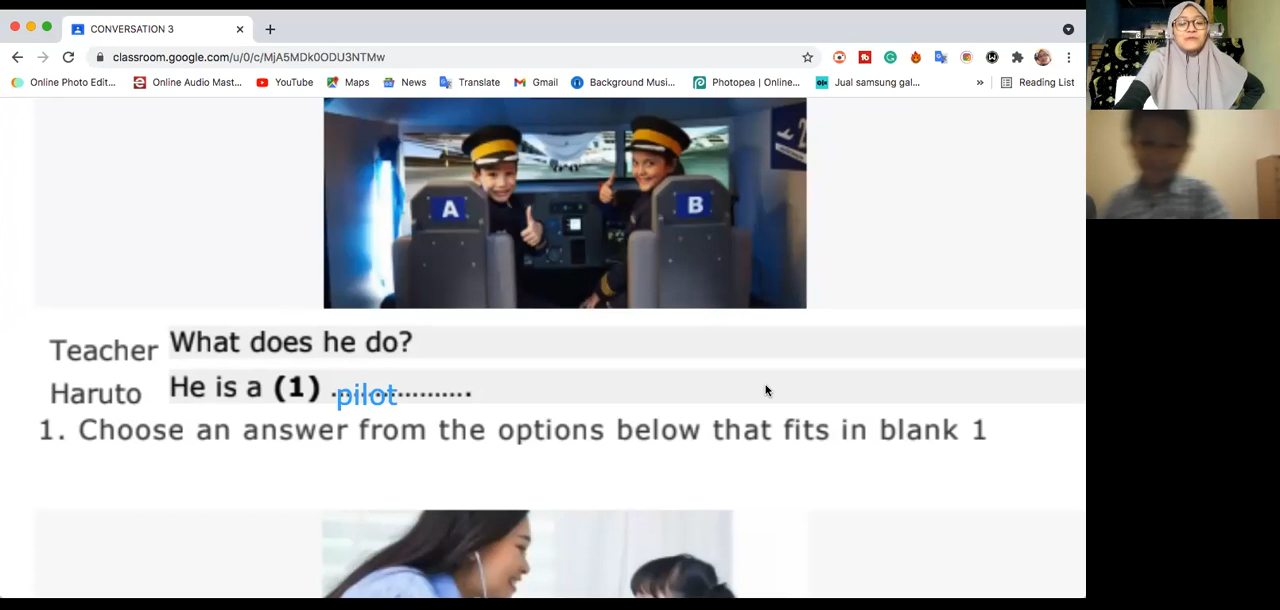 CONVERSATION 3
classroom.google.com/u/0/c/MjA5MDk0ODU3NTMw
Online Photo Edit...
Online Audio Mast...
YouTube
Maps
News
Translate
Gmail
Background Musi...
Photopea | Online...
Jual samsung gal...
»
Reading List
A
B
Teacher What does he do?
Haruto He is a (1) ................... pilot
1. Choose an answer from the options below that fits in blank 1